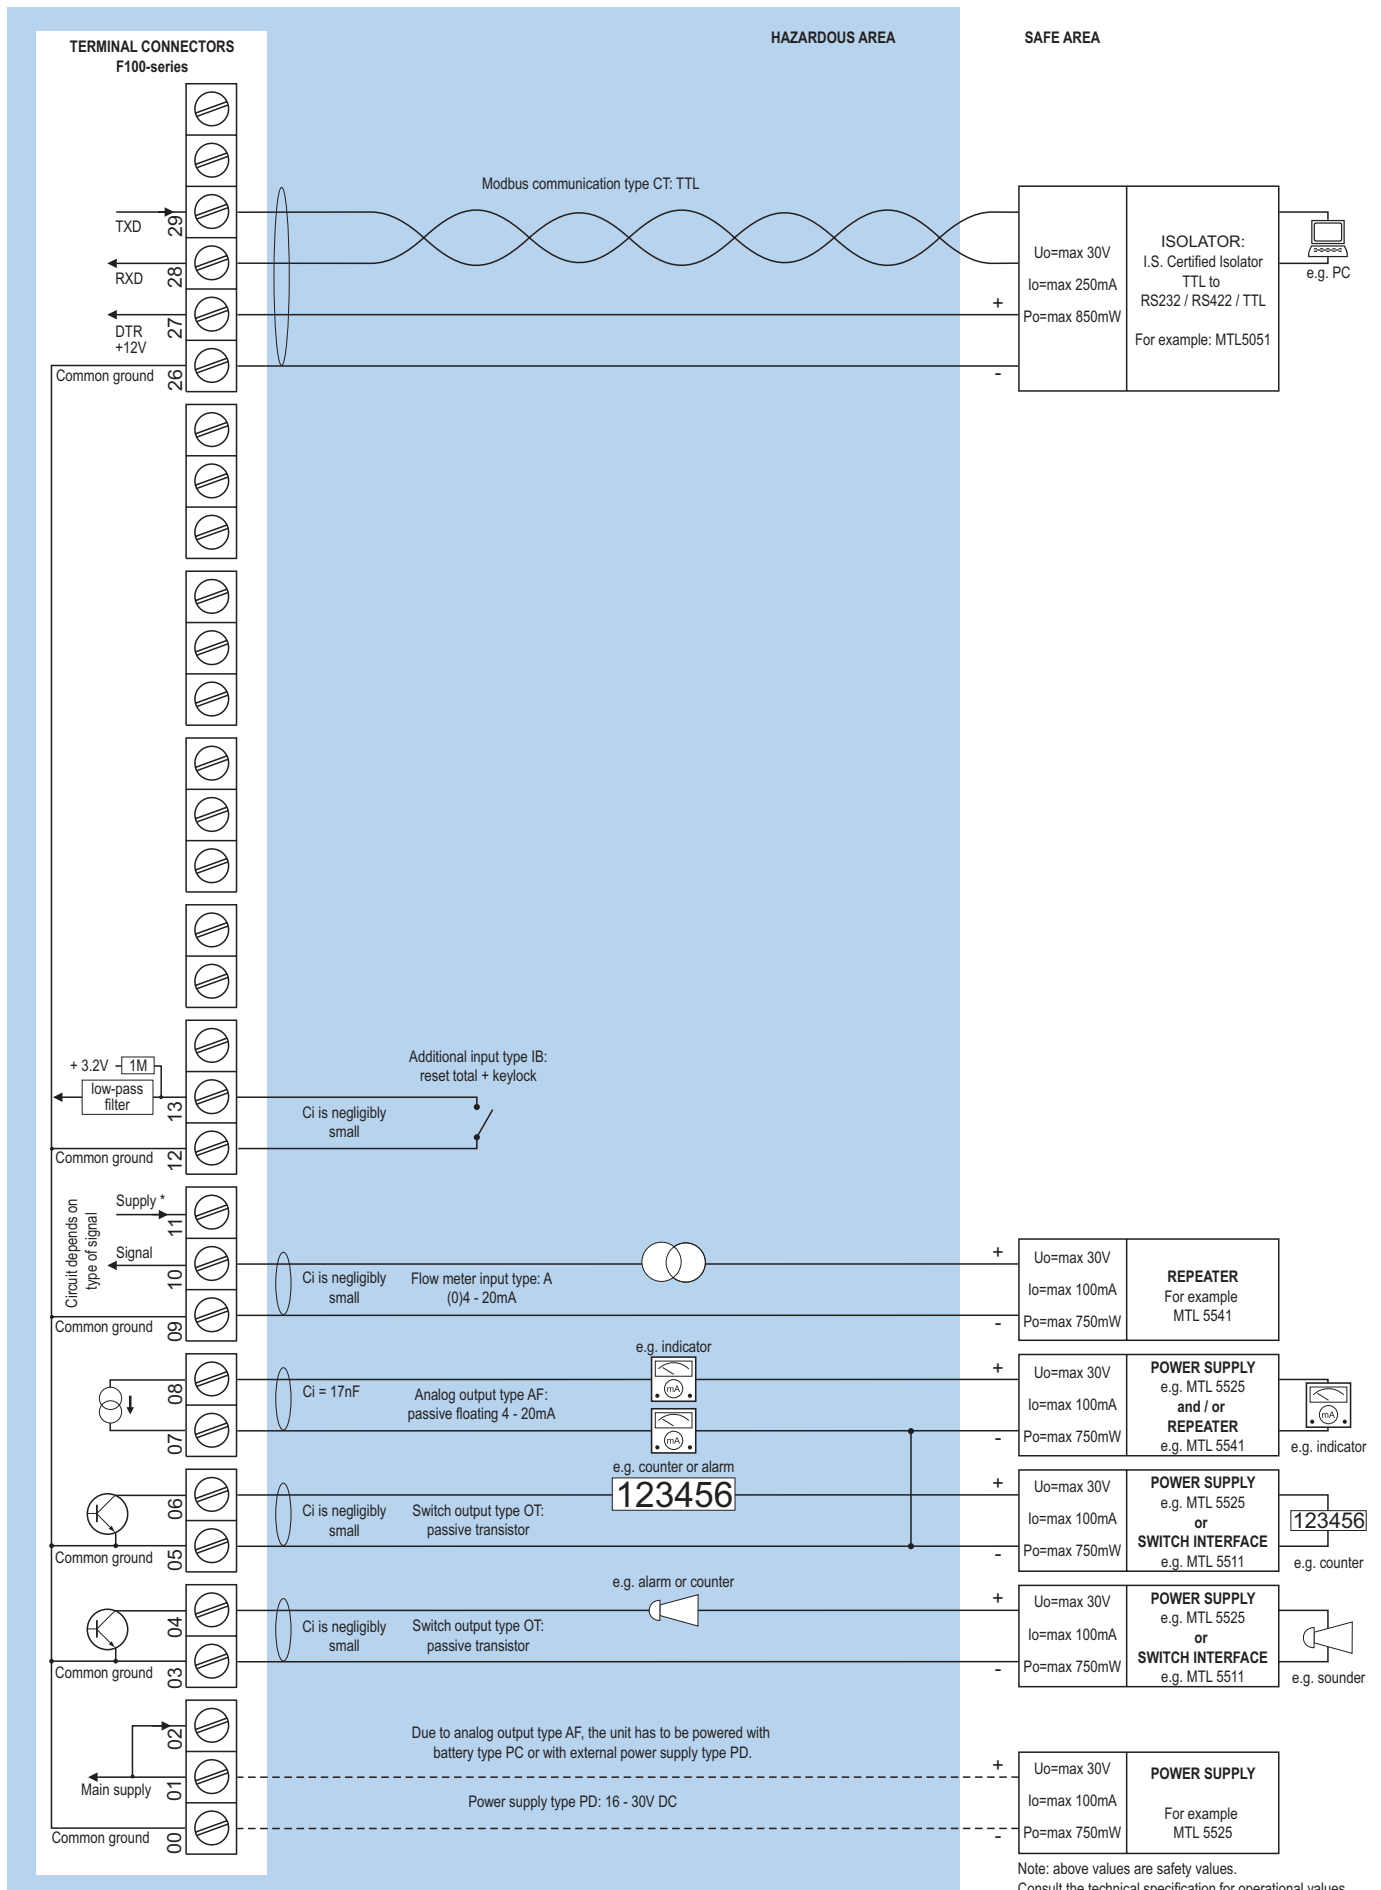 TERMINAL CONNECTORS
F100-series
HAZARDOUS AREA
SAFE AREA
Modbus communication type CT: TTL
TXD
29
RXD
28
DTR
+12V
27
Common ground
26
+
-
Uo=max 30V
Io=max 250mA
Po=max 850mW
ISOLATOR:
I.S. Certified Isolator
TTL to
RS232 / RS422 / TTL
For example: MTL5051
e.g. PC
+ 3.2V
1M
low-pass
filter
13
Common ground
12
Additional input type IB:
reset total + keylock
Ci is negligibly
small
Circuit depends on
type of signal
Supply *
11
Signal
10
Common ground
09
Ci is negligibly
small
Flow meter input type: A
(0)4 - 20mA
+
-
Uo=max 30V
Io=max 100mA
Po=max 750mW
REPEATER
For example
MTL 5541
08
07
Ci = 17nF
Analog output type AF:
passive floating 4 - 20mA
e.g. indicator
mA
mA
+
-
Uo=max 30V
Io=max 100mA
Po=max 750mW
POWER SUPPLY
e.g. MTL 5525
and / or
REPEATER
e.g. MTL 5541
mA
e.g. indicator
06
Common ground
05
Ci is negligibly
small
Switch output type OT:
passive transistor
e.g. counter or alarm
123456
+
-
Uo=max 30V
Io=max 100mA
Po=max 750mW
POWER SUPPLY
e.g. MTL 5525
or
SWITCH INTERFACE
e.g. MTL 5511
123456
e.g. counter
04
Common ground
03
Ci is negligibly
small
Switch output type OT:
passive transistor
e.g. alarm or counter
+
-
Uo=max 30V
Io=max 100mA
Po=max 750mW
POWER SUPPLY
e.g. MTL 5525
or
SWITCH INTERFACE
e.g. MTL 5511
e.g. sounder
02
Main supply
01
Common ground
00
Due to analog output type AF, the unit has to be powered with
battery type PC or with external power supply type PD.
Power supply type PD: 16 - 30V DC
+
-
Uo=max 30V
Io=max 100mA
Po=max 750mW
POWER SUPPLY
For example
MTL 5525
Note: above values are safety values.
Consult the technical specification for operational values